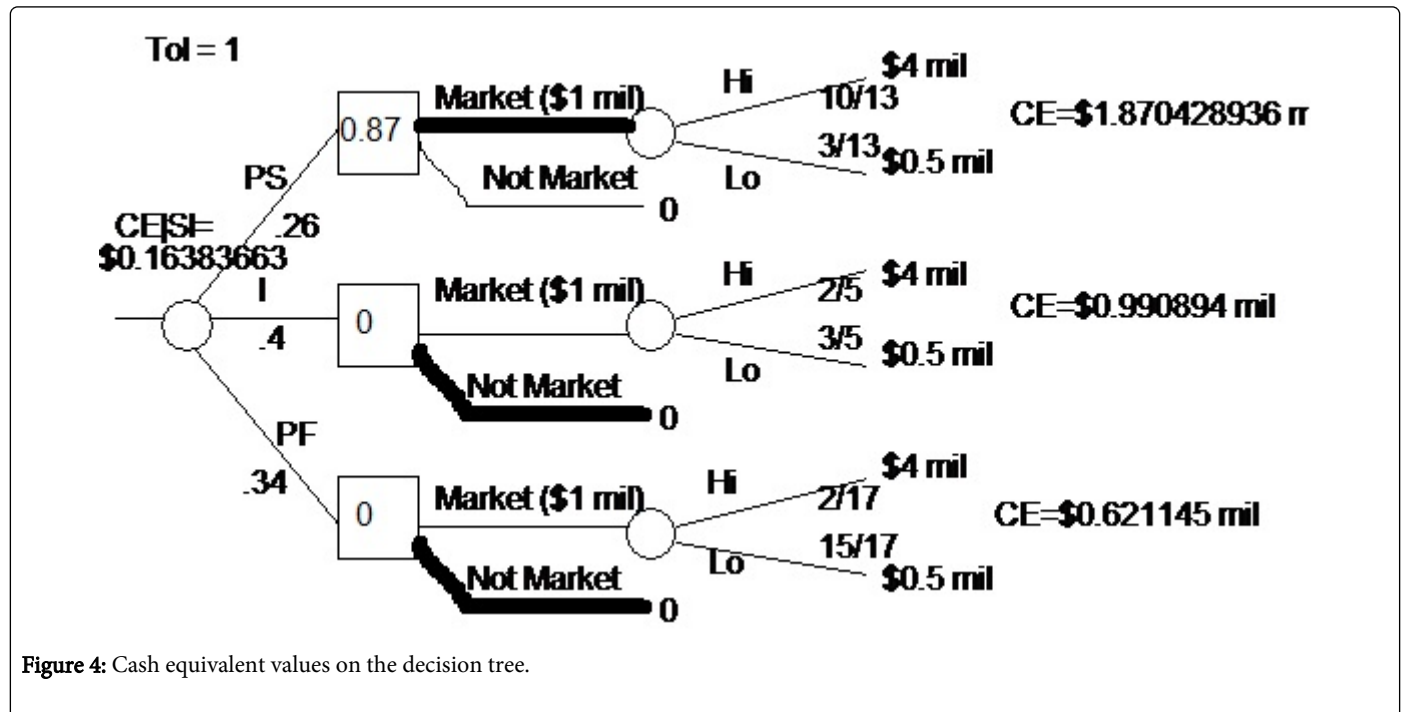 Tol = 1
Market ($1 mil)
Hi
$4 mil
10/13
0.87
CE=$1.870428936 m
3/13
$0.5 mil
PS
Not Market
Lo
0
CE|SI=
.26
$0.16383663
I
Market ($1 mil)
Hi
$4 mil
2/5
0
CE=$0.990894 mil
.4
3/5
$0.5 mil
Not Market
Lo
0
PF
.34
Market ($1 mil)
Hi
$4 mil
2/17
0
CE=$0.621145 mil
15/17
Lo
$0.5 mil
Not Market
0
Figure 4: Cash equivalent values on the decision tree.